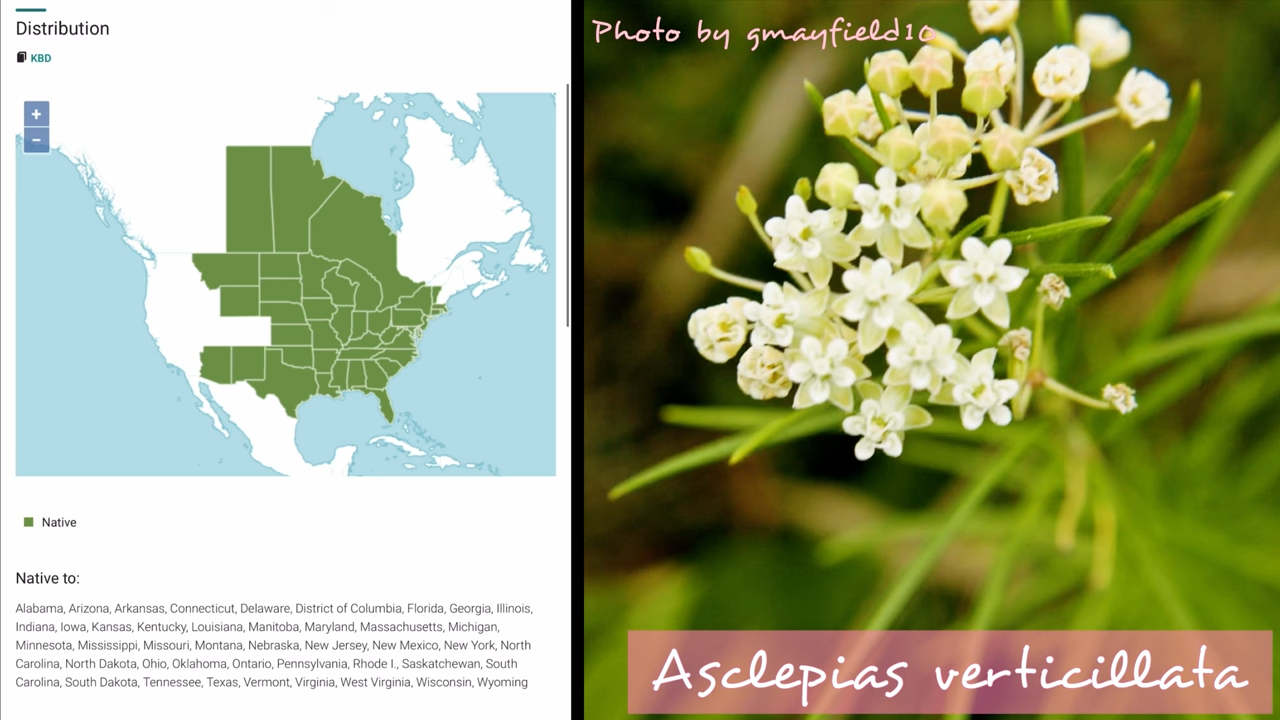 Distribution
KBD
+
−
Native
Native to:
Alabama, Arizona, Arkansas, Connecticut, Delaware, District of Columbia, Florida, Georgia, Illinois,
Indiana, Iowa, Kansas, Kentucky, Louisiana, Manitoba, Maryland, Massachusetts, Michigan,
Minnesota, Mississippi, Missouri, Montana, Nebraska, New Jersey, New Mexico, New York, North
Carolina, North Dakota, Ohio, Oklahoma, Ontario, Pennsylvania, Rhode I., Saskatchewan, South
Carolina, South Dakota, Tennessee, Texas, Vermont, Virginia, West Virginia, Wisconsin, Wyoming
Photo by gmayfield10
Asclepias verticillata